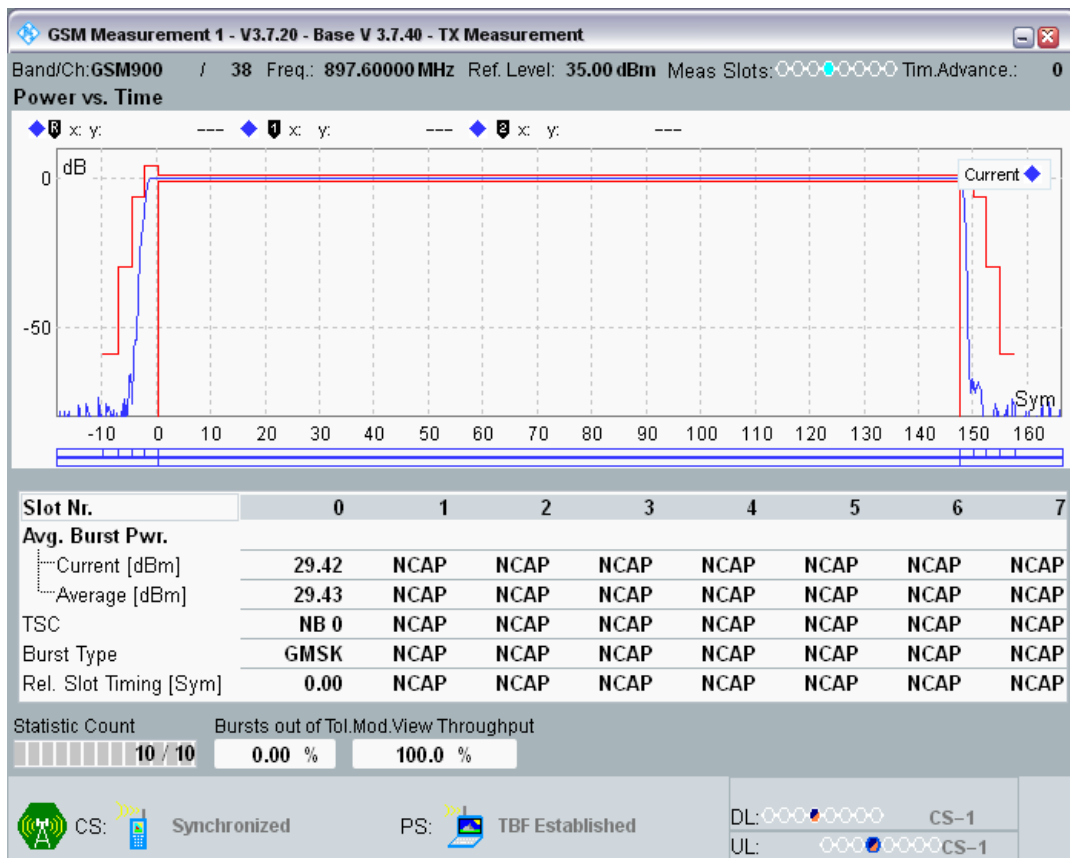 GSM Measurement 1 - V3.7.20 - Base V 3.7.40 - TX Measurement
Band/Ch:GSM900 / 38 Freq.: 897.60000 MHz Ref. Level: 35.00 dBm Meas Slots: Tim.Advance.: 0
Power vs. Time
R x: y: --- 1 x: y: --- 2 x: y: ---
dB
Current
0
-50
Sym
-10 0 10 20 30 40 50 60 70 80 90 100 110 120 130 140 150 160
Slot Nr. 0 1 2 3 4 5 6 7
Avg. Burst Pwr.
Current [dBm] 29.42 NCAP NCAP NCAP NCAP NCAP NCAP NCAP
Average [dBm] 29.43 NCAP NCAP NCAP NCAP NCAP NCAP NCAP
TSC NB 0 NCAP NCAP NCAP NCAP NCAP NCAP NCAP
Burst Type GMSK NCAP NCAP NCAP NCAP NCAP NCAP NCAP
Rel. Slot Timing [Sym] 0.00 NCAP NCAP NCAP NCAP NCAP NCAP NCAP
Statistic Count Bursts out of Tol.Mod.View Throughput
10 / 10 0.00 % 100.0 %
CS: Synchronized PS: TBF Established
DL: CS-1
UL: CS-1